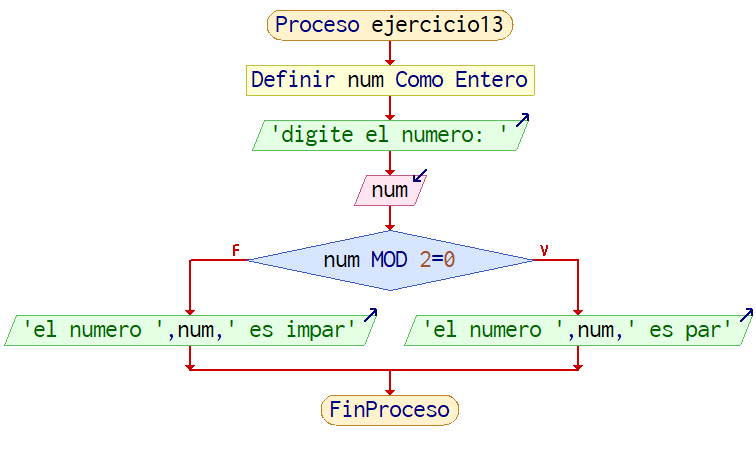 Proceso ejercicio13
Definir num Como Entero
'digite el numero: '
num
num MOD 2=0
F
V
'el numero ',num,' es impar'
'el numero ',num,' es par'
FinProceso